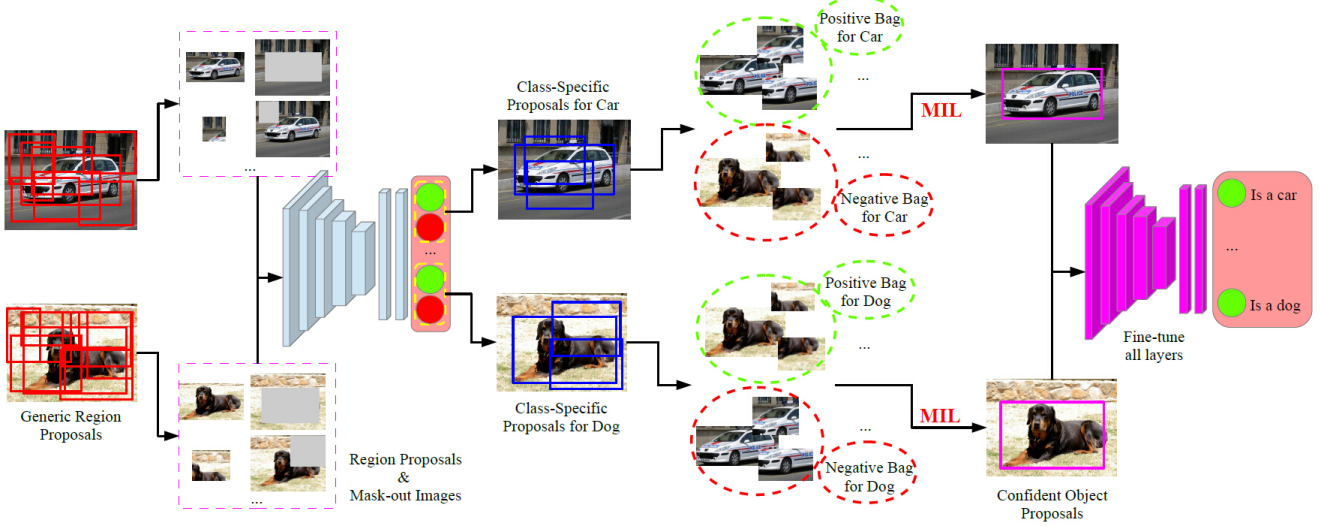 Positive Bag
for Car
...
Class-Specific
Proposals for Car
MIL
...
...
Negative Bag
for Car
Is a car
...
...
Is a dog
Positive Bag
for Dog
...
Fine-tune
all layers
Generic Region
Proposals
Class-Specific
Proposals for Dog
MIL
...
Region Proposals
&
Mask-out Images
...
Negative Bag
for Dog
Confident Object
Proposals